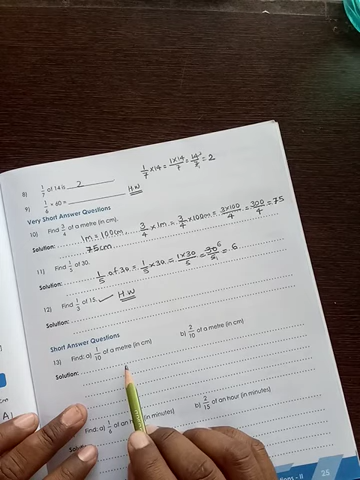 1/7 × 14 = 1 × 14/7 = 14²/7 = 2
8) 1/7 of 14 is 2
9) 1/6 × 60 = H.W
Very Short Answer Questions
10) Find 3/4 of a metre (in cm).
Solution: 1m = 100cm, 3/4 × 1m = 3/4 × 100m = 3 × 100/4 = 300/4 = 75
75cm
11) Find 1/5 of 30.
Solution: 1/5 of 30 = 1/5 × 30 = 1 × 30/5 = 30⁶/5 = 6
12) Find 1/3 of 15. H.W
Solution:
Short Answer Questions
13) Find: a) 1/10 of a metre (in cm) b) 2/10 of a metre (in cm)
Solution:
Find: a) 1/6 of an hour (in minutes) b) 2/15 of an hour (in minutes)
25